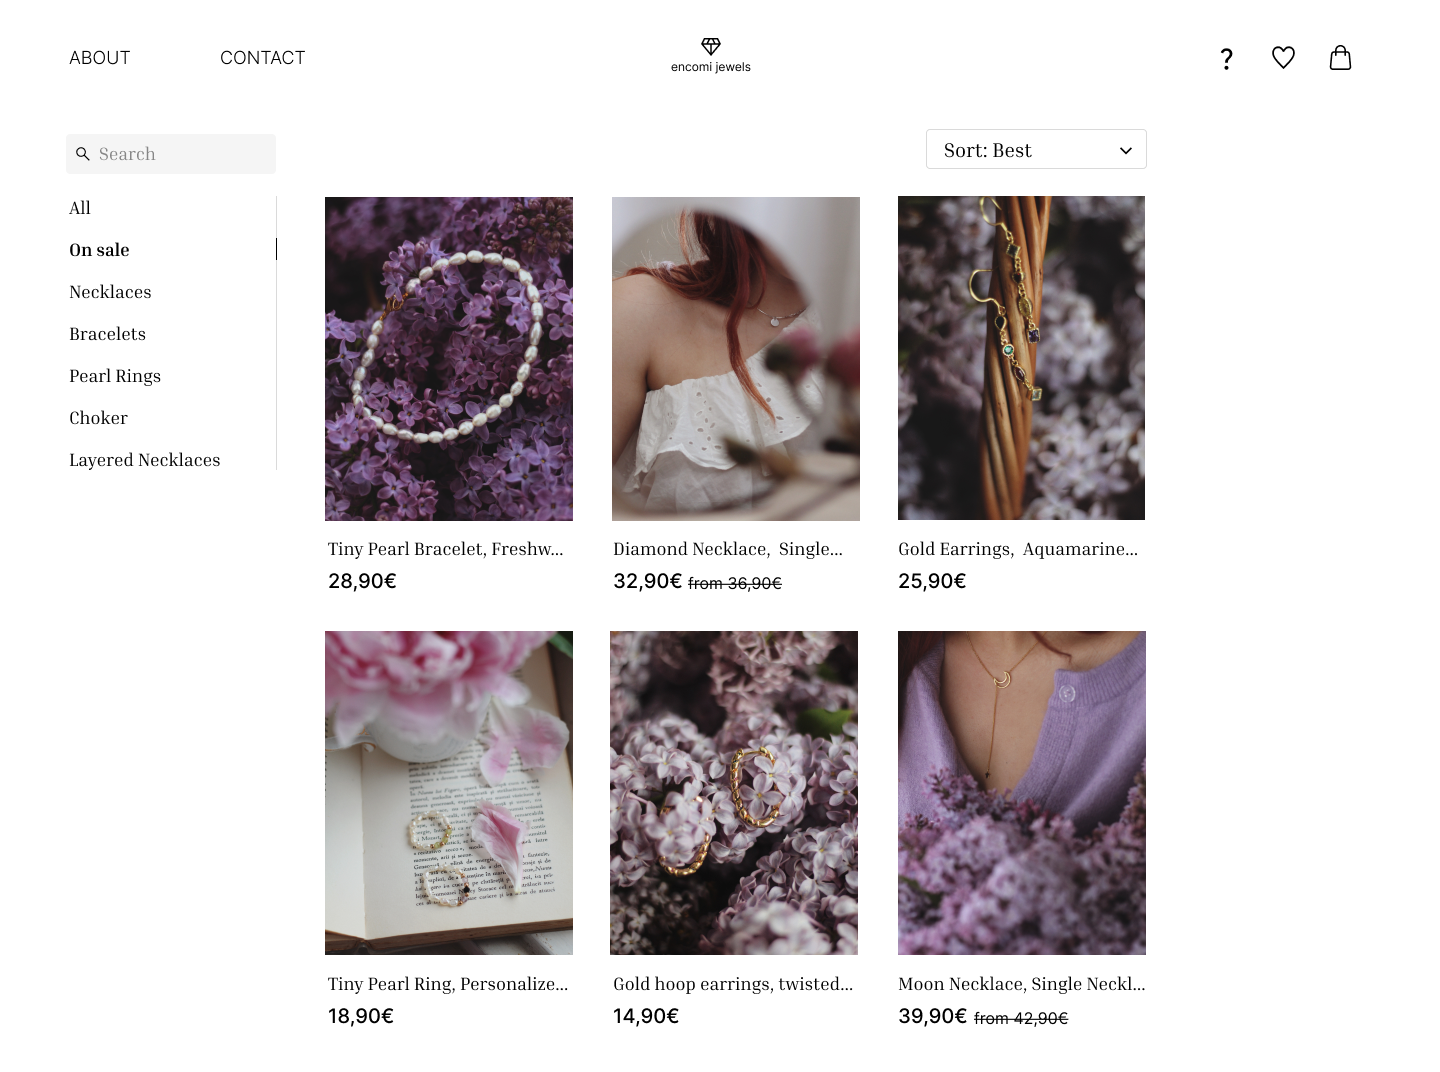 ABOUT
CONTACT
encomi jewels
?
Search
Sort: Best
All
On sale
Necklaces
Bracelets
Pearl Rings
Choker
Layered Necklaces
Tiny Pearl Bracelet, Freshw...
28,90€
Diamond Necklace,  Single...
32,90€ from 36,90€
Gold Earrings,  Aquamarine...
25,90€
Tiny Pearl Ring, Personalize...
18,90€
Gold hoop earrings, twisted...
14,90€
Moon Necklace, Single Neckl...
39,90€ from 42,90€